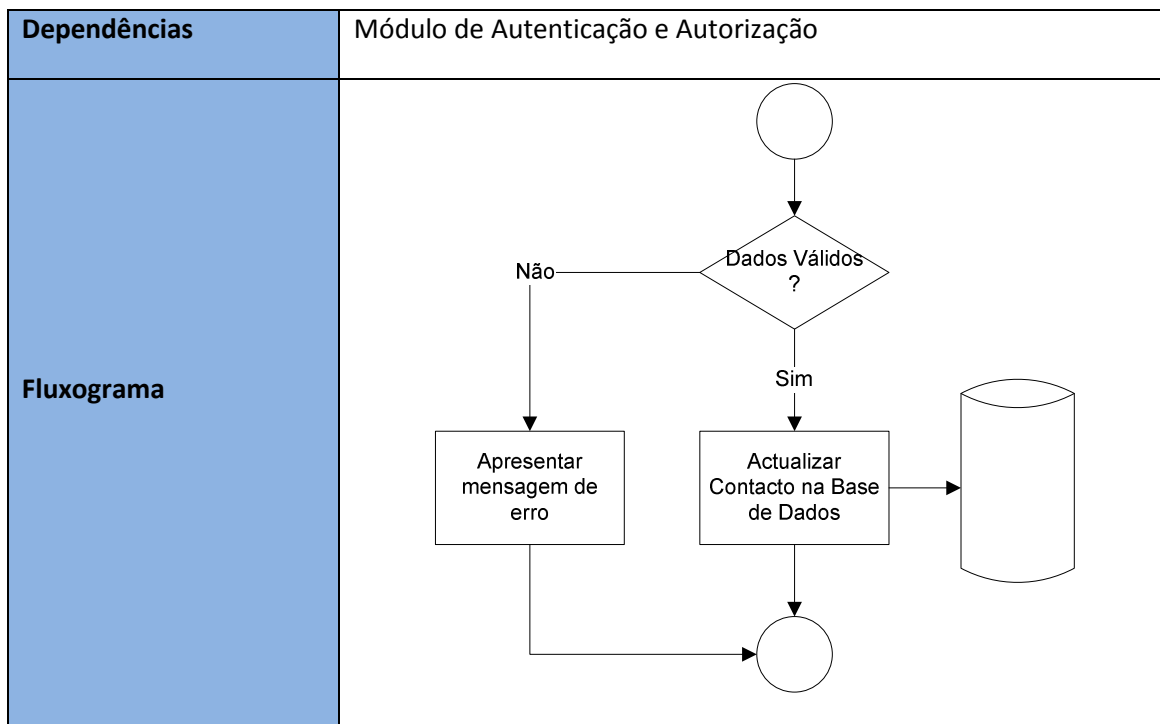 Dependências
Módulo de Autenticação e Autorização
Fluxograma
Dados Válidos
?
Não
Sim
Apresentar
mensagem de
erro
Actualizar
Contacto na Base
de Dados